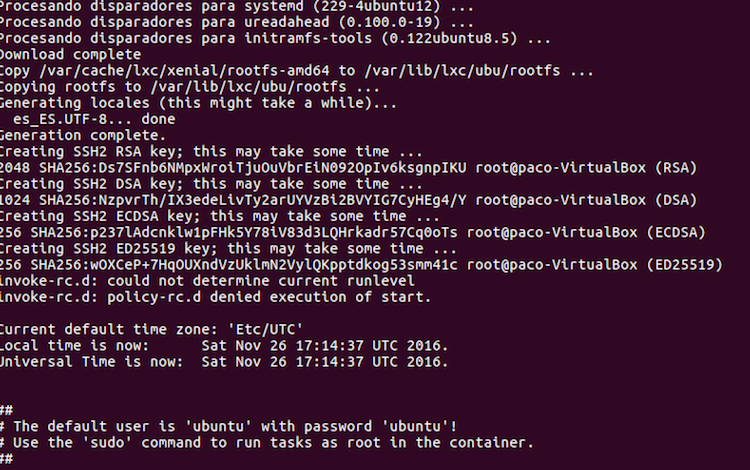 Procesando disparadores para systemd (229-4ubuntu12) ...
Procesando disparadores para ureadahead (0.100.0-19) ...
Procesando disparadores para initramfs-tools (0.122ubuntu8.5) ...
Download complete
Copy /var/cache/lxc/xenial/rootfs-amd64 to /var/lib/lxc/ubu/rootfs ...
Copying rootfs to /var/lib/lxc/ubu/rootfs ...
Generating locales (this might take a while)...
es_ES.UTF-8... done
Generation complete.
Creating SSH2 RSA key; this may take some time ...
2048 SHA256:Ds7SFnb6NMpxWroiTjuOuVbrEiN092OpIv6ksgnpIKU root@paco-VirtualBox (RSA)
Creating SSH2 DSA key; this may take some time ...
1024 SHA256:NzpvrTh/IX3edeLivTy2arUYVzBi2BVYIG7CyHEg4/Y root@paco-VirtualBox (DSA)
Creating SSH2 ECDSA key; this may take some time ...
256 SHA256:p237lAdcnklw1pFHk5Y78iV83d3LQHrkadr57Cq0oTs root@paco-VirtualBox (ECDSA)
Creating SSH2 ED25519 key; this may take some time ...
256 SHA256:wOXCeP+7HqOUXndVzUklmN2VylQKpptdkog53smm41c root@paco-VirtualBox (ED25519)
invoke-rc.d: could not determine current runlevel
invoke-rc.d: policy-rc.d denied execution of start.
Current default time zone: 'Etc/UTC'
Local time is now:      Sat Nov 26 17:14:37 UTC 2016.
Universal Time is now:  Sat Nov 26 17:14:37 UTC 2016.
##
# The default user is 'ubuntu' with password 'ubuntu'!
# Use the 'sudo' command to run tasks as root in the container.
##